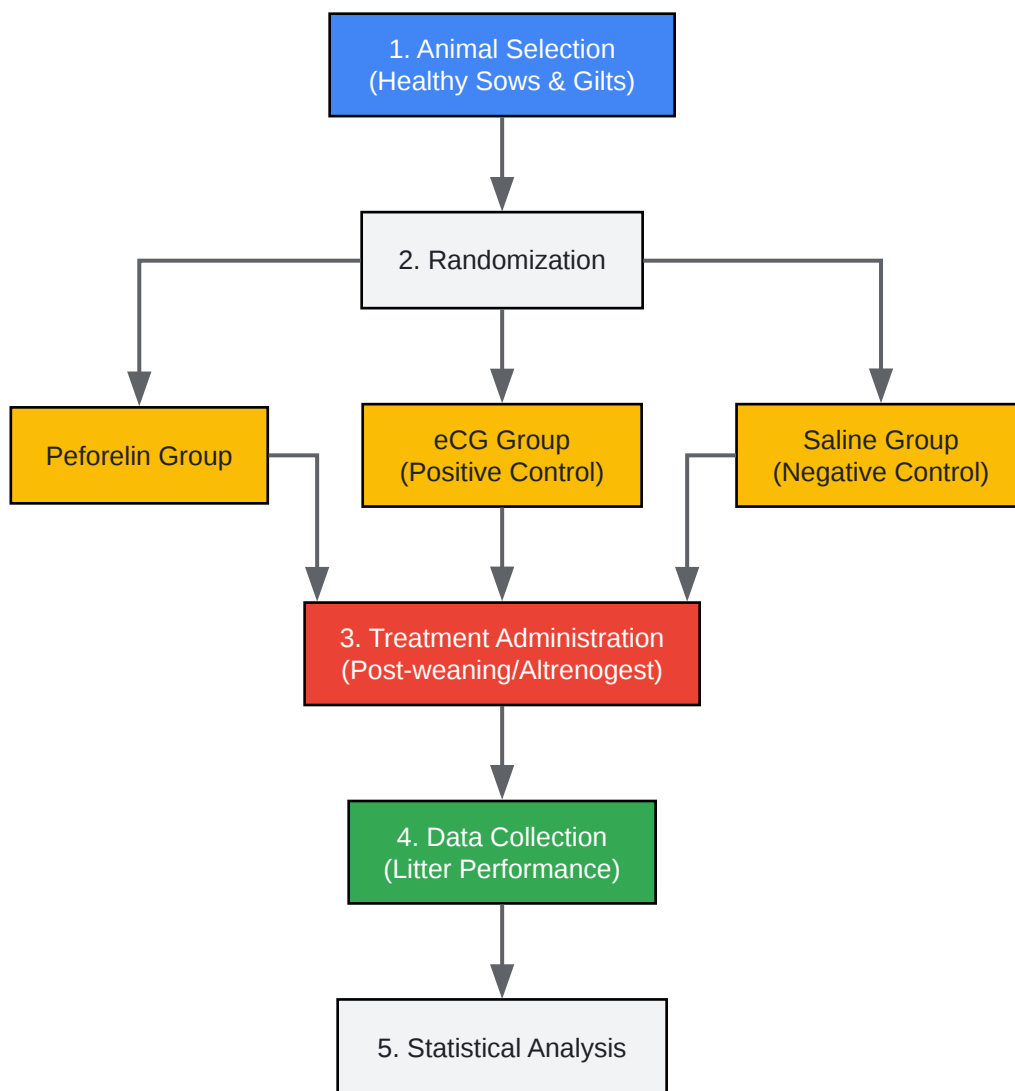 1. Animal Selection
(Healthy Sows & Gilts)
2. Randomization
Peforelin Group
eCG Group
(Positive Control)
Saline Group
(Negative Control)
3. Treatment Administration
(Post-weaning/Altrenogest)
4. Data Collection
(Litter Performance)
5. Statistical Analysis